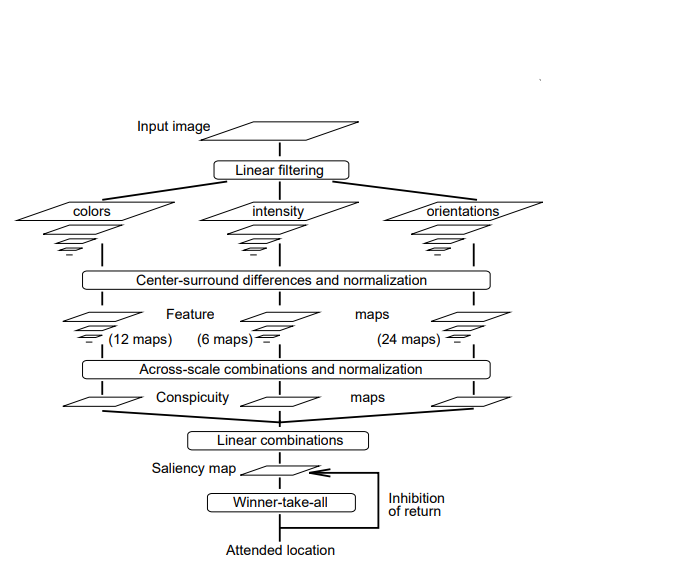 Input image
Linear filtering
colors intensity orientations
Center-surround differences and normalization
Feature maps
(12 maps) (6 maps) (24 maps)
Across-scale combinations and normalization
Conspicuity maps
Linear combinations
Saliency map
Winner-take-all
Inhibition
of return
Attended location